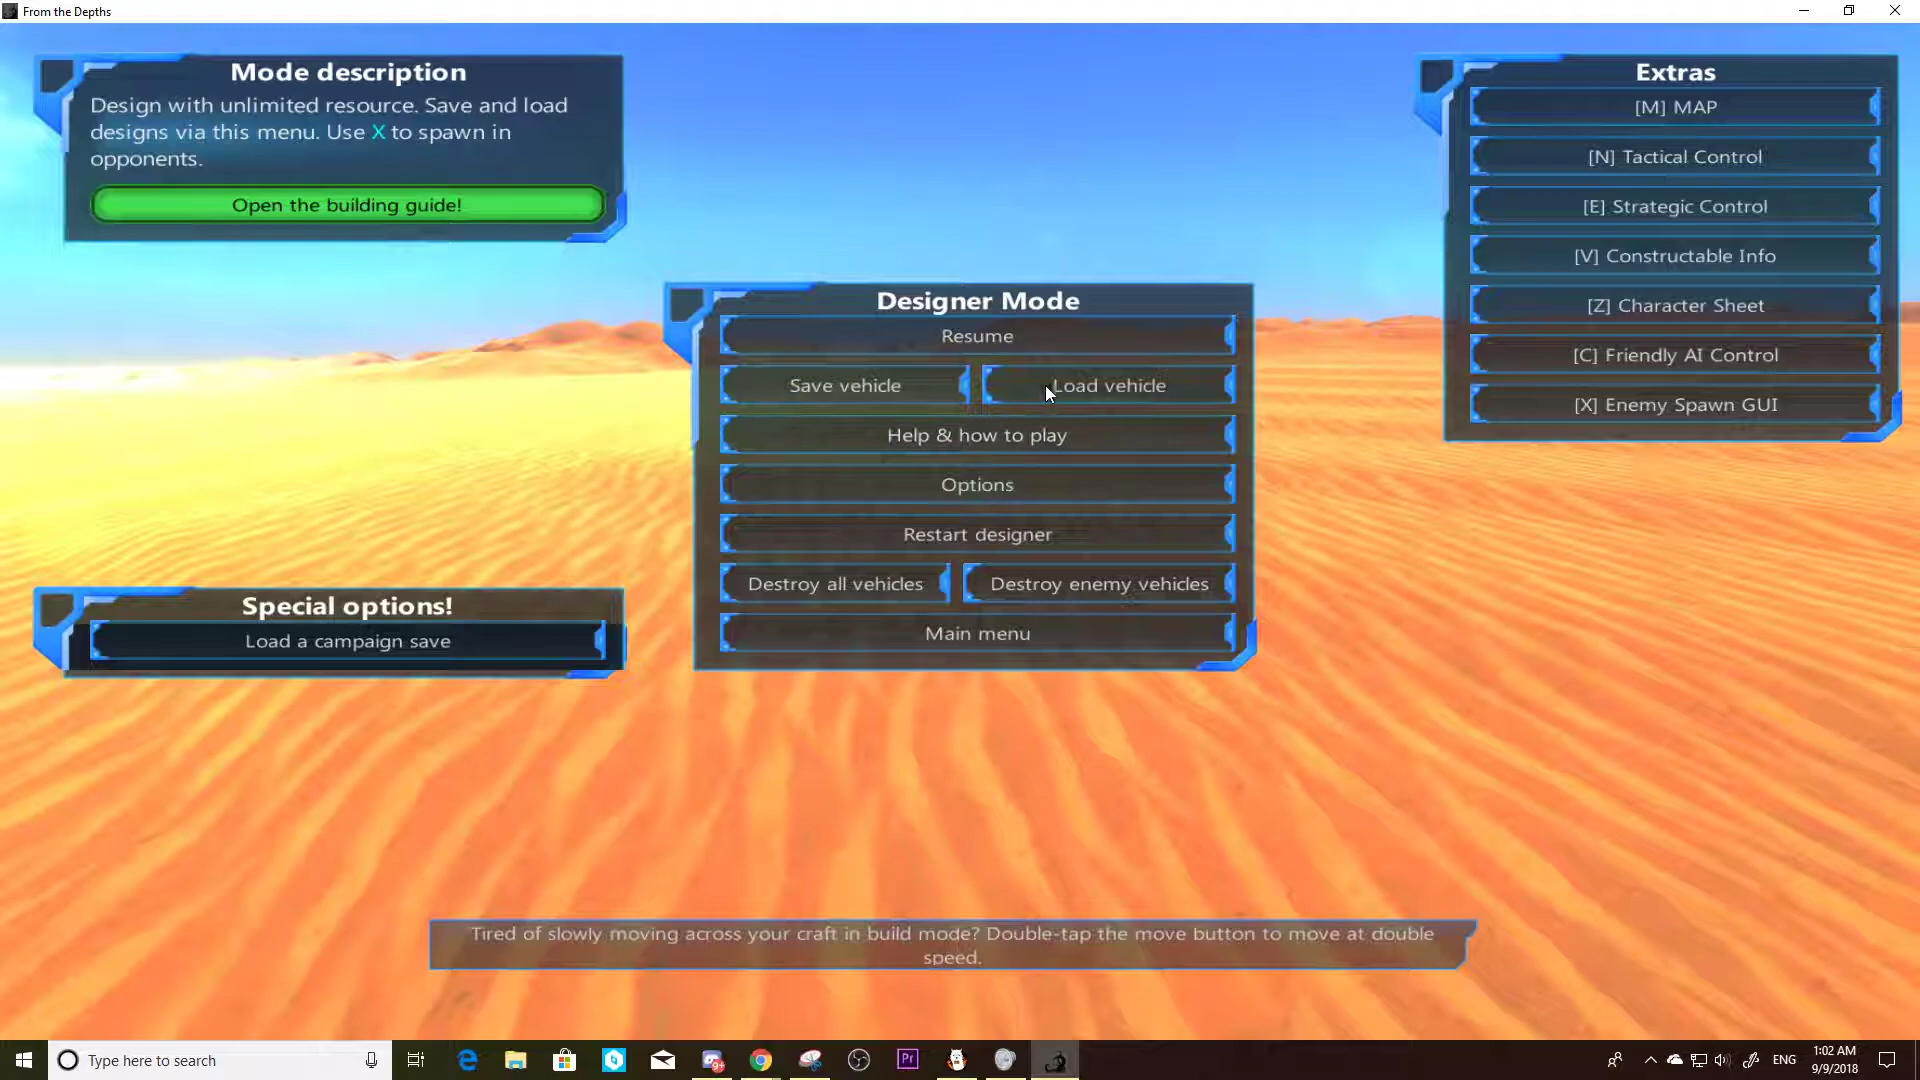 From the Depths
Mode description
Design with unlimited resource. Save and load
designs via this menu. Use X to spawn in
opponents.
Open the building guide!
Extras
[M] MAP
[N] Tactical Control
[E] Strategic Control
[V] Constructable Info
[Z] Character Sheet
[C] Friendly AI Control
[X] Enemy Spawn GUI
Designer Mode
Resume
Save vehicle
Load vehicle
Help & how to play
Options
Restart designer
Destroy all vehicles
Destroy enemy vehicles
Main menu
Special options!
Load a campaign save
Tired of slowly moving across your craft in build mode? Double-tap the move button to move at double
speed.
Type here to search
9+
Pr
ENG
1:02 AM
9/9/2018